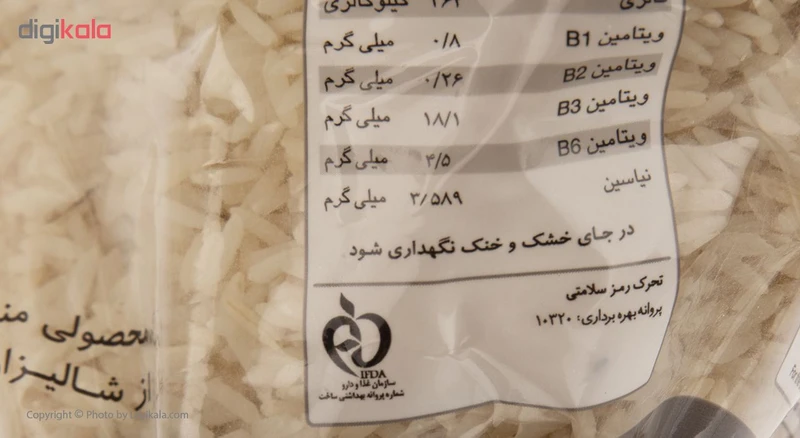 digikala
کالری ۳۶۲ کیلوکالری
ویتامین B1 ۰/۸ میلی گرم
ویتامین B2 ۰/۲۶ میلی گرم
ویتامین B3 ۱۸/۱ میلی گرم
ویتامین B6 ۴/۵ میلی گرم
نیاسین ۳/۵۸۹ میلی گرم
در جای خشک و خنک نگهداری شود
تحرک رمز سلامتی
پروانه بهره برداری: ۱۰۳۲۰
IFDA
سازمان غذا و دارو
شماره پروانه بهداشتی ساخت
محصولی
از
Copyright © Photo by digikala.com